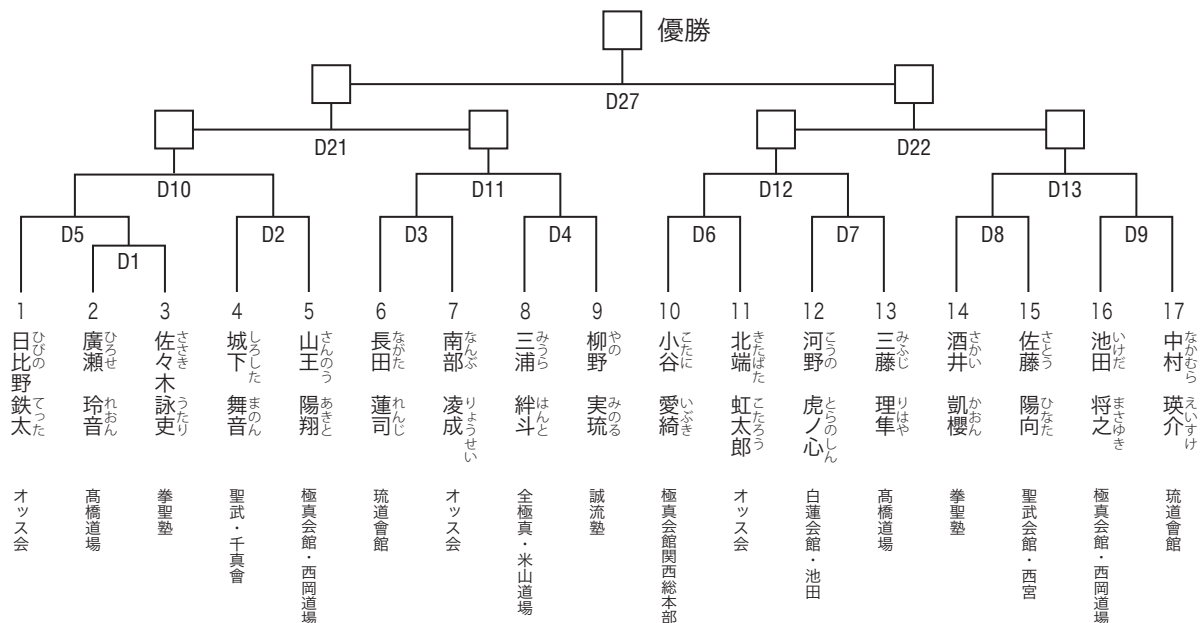 優勝
D27
D21
D22
D10
D11
D12
D13
D5
D2
D3
D4
D6
D7
D8
D9
D1
1
日比野 鉄太
ひびの てった
オッス会
2
廣瀬 玲音
ひろせ れおん
髙橋道場
3
佐々木 詠吏
ささき うたり
拳聖塾
4
城下 舞音
しろした まのん
聖武・千真會
5
山王 陽翔
さんのう あきと
極真会館・西岡道場
6
長田 蓮司
ながた れんじ
琉道會館
7
南部 凌成
なんぶ りょうせい
オッス会
8
三浦 絆斗
みうら はんと
全極真・米山道場
9
柳野 実琉
やの みのる
誠流塾
10
小谷 愛綺
こたに いぶき
極真会館関西総本部
11
北端 虹太郎
きたばた こたろう
オッス会
12
河野 虎ノ心
こうの とらのしん
白蓮会館・池田
13
三藤 理隼
みふじ りはや
髙橋道場
14
酒井 凱櫻
さかい かおん
拳聖塾
15
佐藤 陽向
さとう ひなた
聖武会館・西宮
16
池田 将之
いけだ まさゆき
極真会館・西岡道場
17
中村 瑛介
なかむら えいすけ
琉道會館